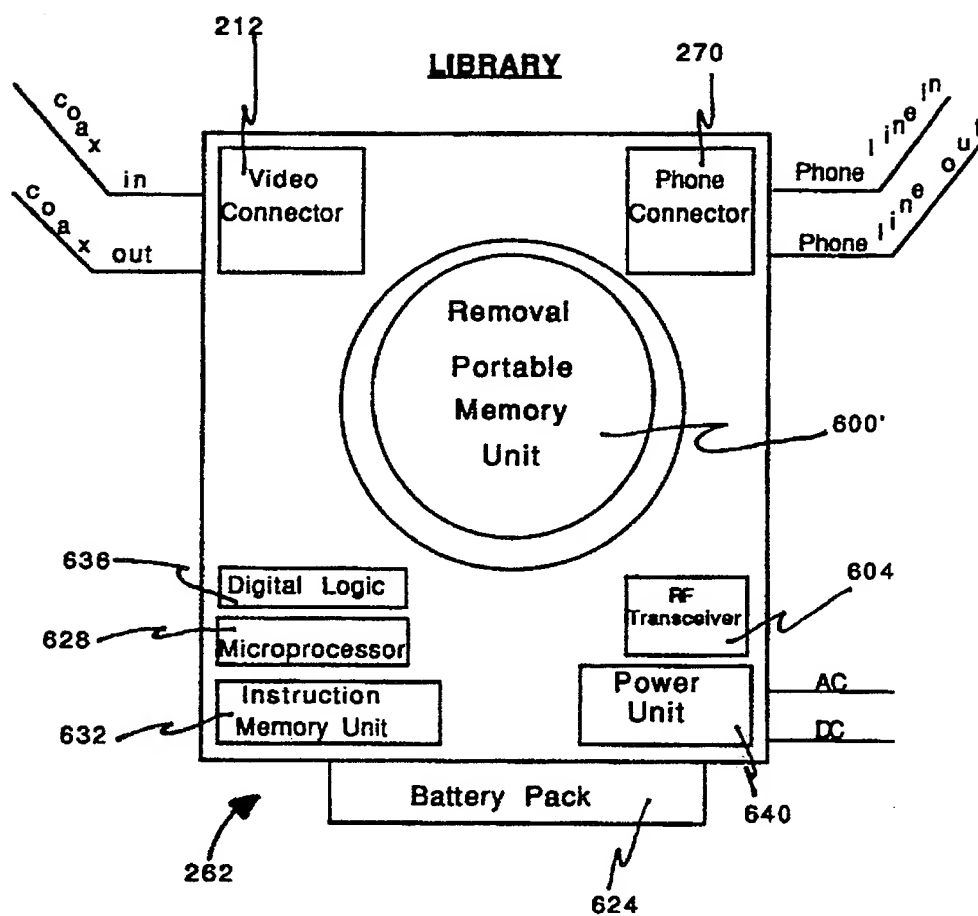 212
LIBRARY
270
coax in
coax out
Video
Connector
Phone
Connector
Phone line In
Phone line out
Removal
Portable
Memory
Unit
600'
636
Digital Logic
628
Microprocessor
632
Instruction
Memory Unit
RF
Transceiver
604
Power
Unit
AC
DC
640
Battery Pack
262
624